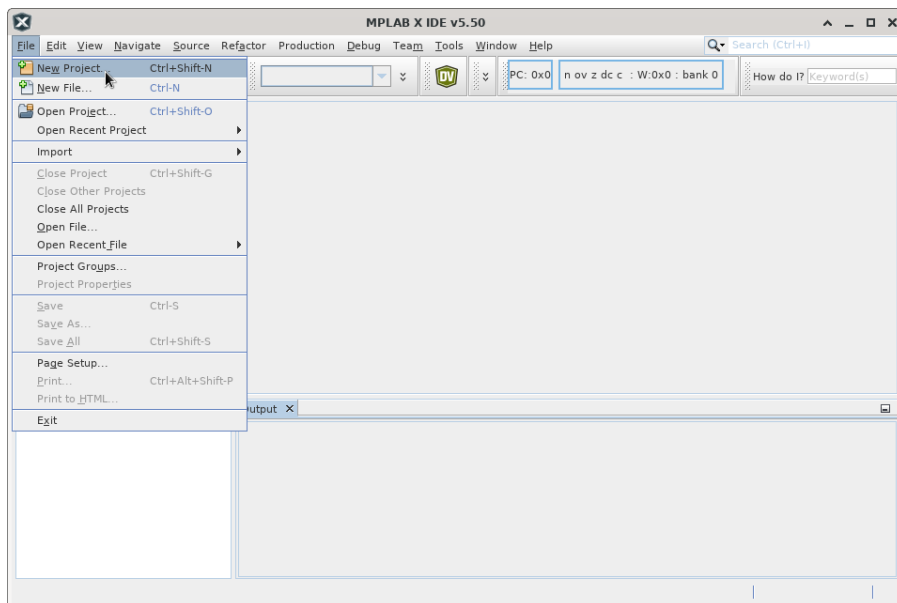 MPLAB X IDE v5.50
File Edit View Navigate Source Refactor Production Debug Team Tools Window Help
Search (Ctrl+I)
New Project... Ctrl+Shift-N
New File... Ctrl-N
DV
PC: 0x0
n ov z dc c : W:0x0 : bank 0
How do I? Keyword(s)
Open Project... Ctrl+Shift-O
Open Recent Project
Import
Close Project Ctrl+Shift-G
Close Other Projects
Close All Projects
Open File...
Open Recent File
Project Groups...
Project Properties
Save Ctrl-S
Save As...
Save All Ctrl+Shift-S
Page Setup...
Print... Ctrl+Alt+Shift-P
Print to HTML...
Exit
utput